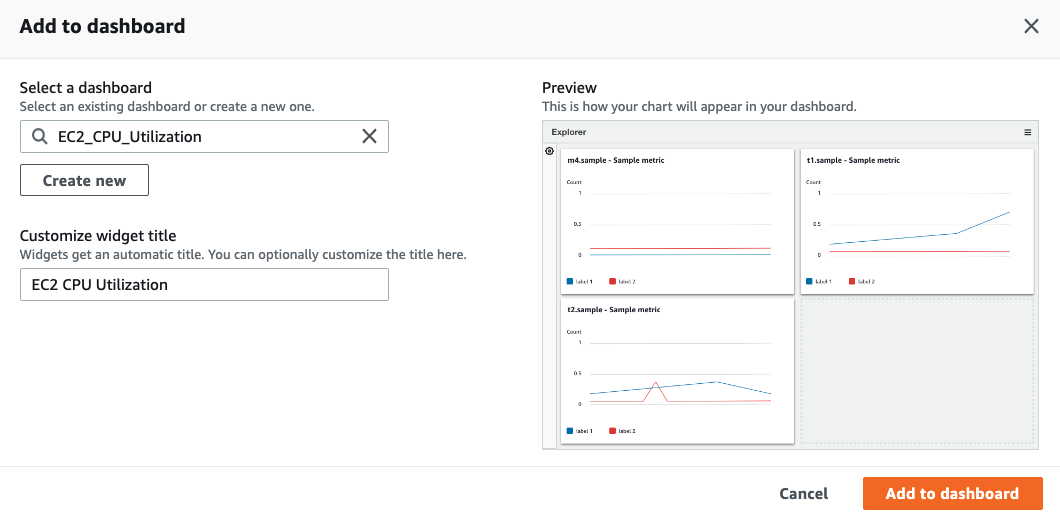 Add to dashboard
Select a dashboard
Select an existing dashboard or create a new one.
EC2_CPU_Utilization
Create new
Customize widget title
Widgets get an automatic title. You can optionally customize the title here.
EC2 CPU Utilization
Preview
This is how your chart will appear in your dashboard.
Explorer
m4.sample - Sample metric
Count
1
0.5
0
label 1 label 2
t1.sample - Sample metric
Count
1
0.5
0
label 1 label 2
t2.sample - Sample metric
Count
1
0.5
0
label 1 label 2
Cancel
Add to dashboard